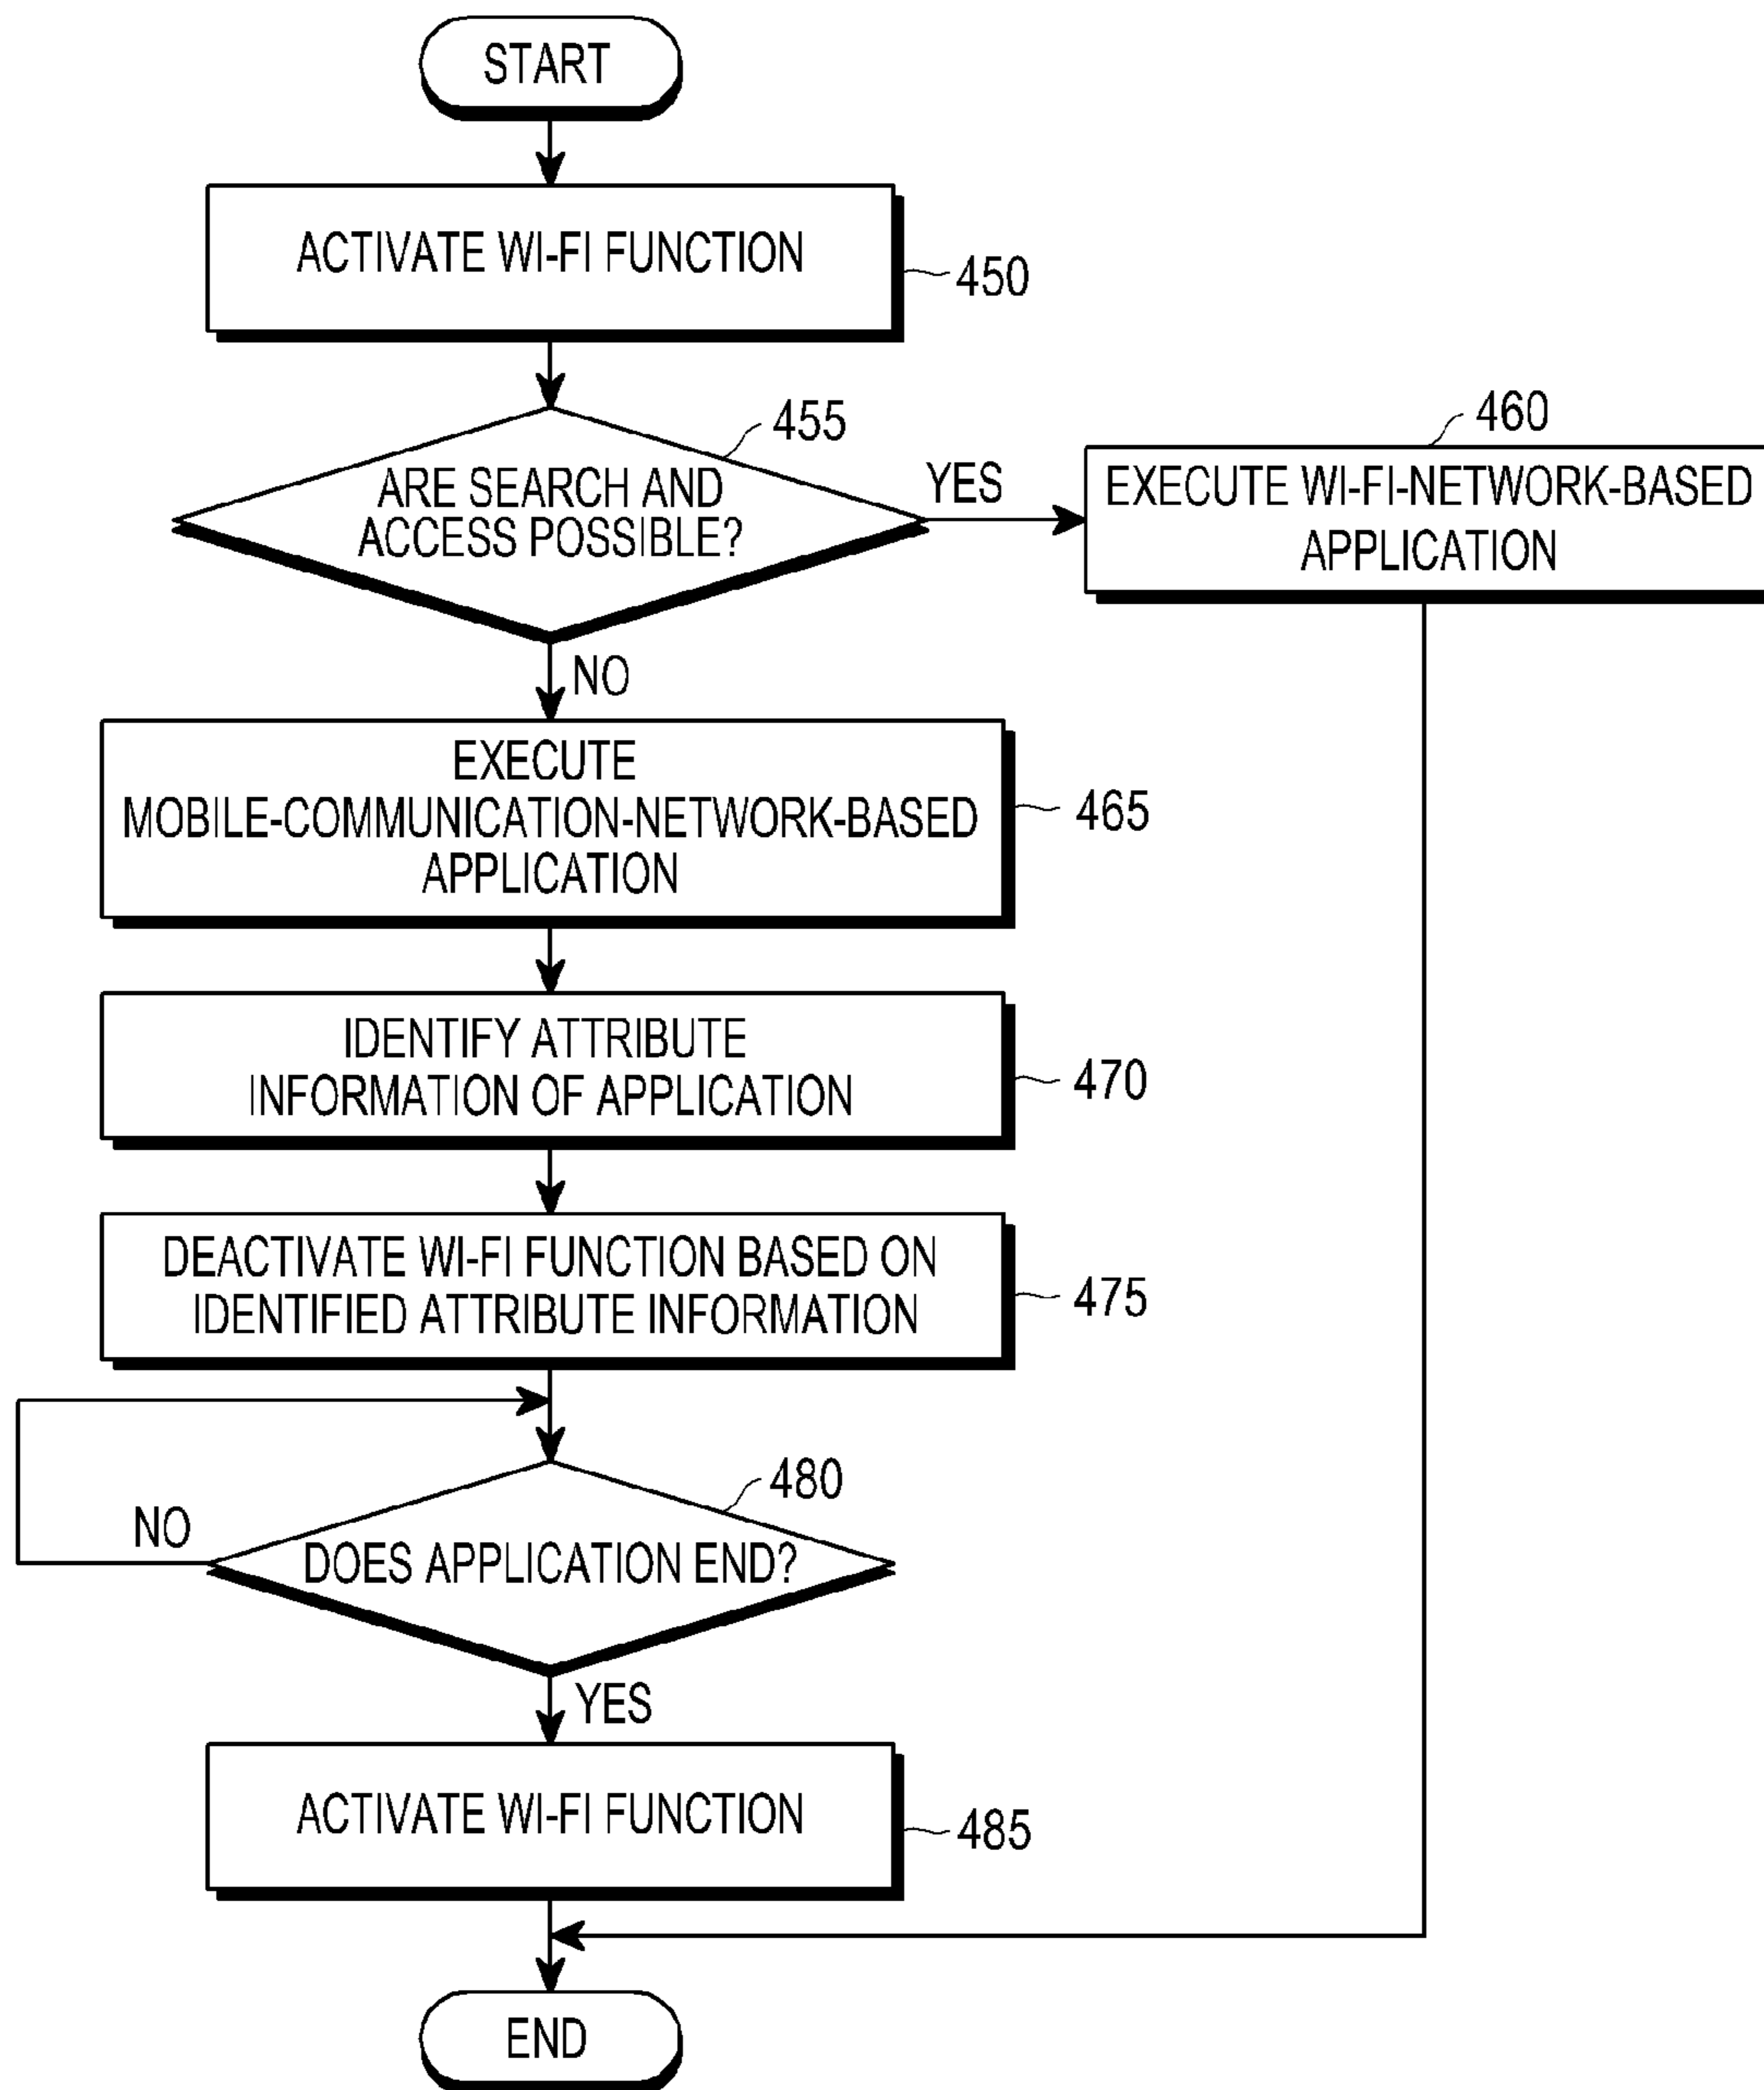 START
ACTIVATE WI-FI FUNCTION
450
455
ARE SEARCH AND
ACCESS POSSIBLE?
YES
460
EXECUTE WI-FI-NETWORK-BASED
APPLICATION
NO
EXECUTE
MOBILE-COMMUNICATION-NETWORK-BASED
APPLICATION
465
IDENTIFY ATTRIBUTE
INFORMATION OF APPLICATION
470
DEACTIVATE WI-FI FUNCTION BASED ON
IDENTIFIED ATTRIBUTE INFORMATION
475
480
NO
DOES APPLICATION END?
YES
ACTIVATE WI-FI FUNCTION
485
END